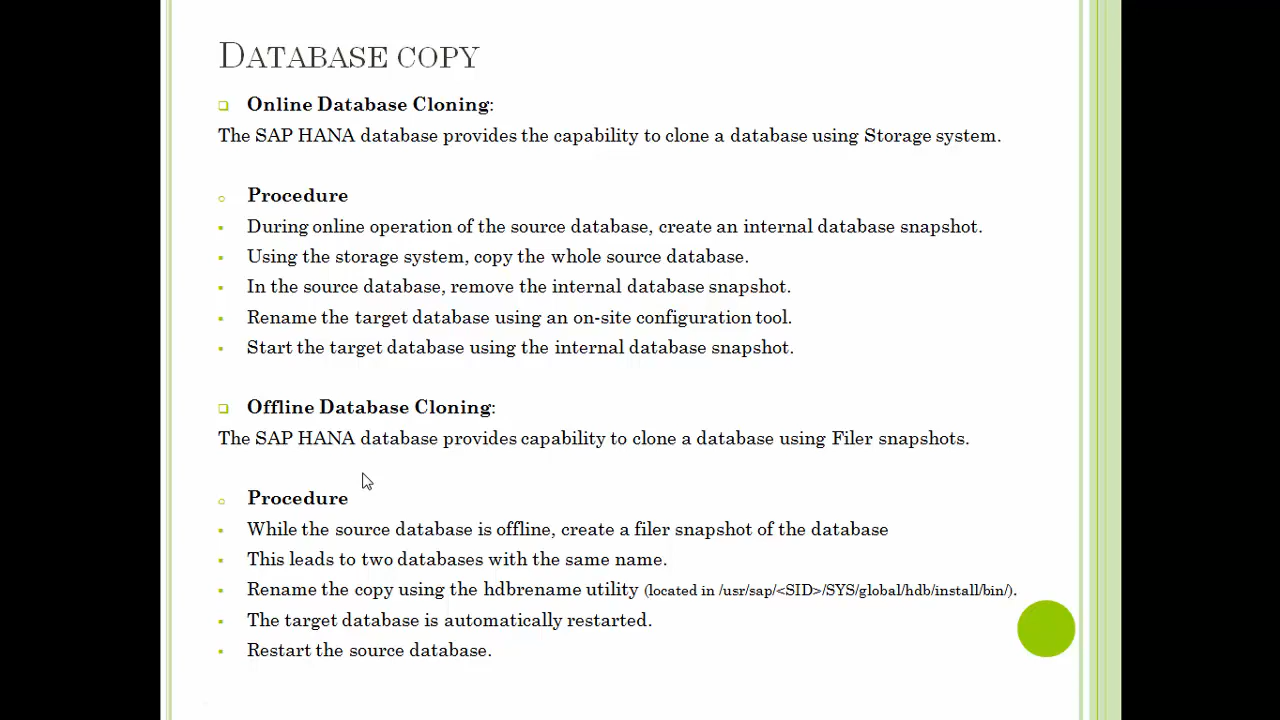 DATABASE COPY
Online Database Cloning:
The SAP HANA database provides the capability to clone a database using Storage system.
Procedure
During online operation of the source database, create an internal database snapshot.
Using the storage system, copy the whole source database.
In the source database, remove the internal database snapshot.
Rename the target database using an on-site configuration tool.
Start the target database using the internal database snapshot.
Offline Database Cloning:
The SAP HANA database provides capability to clone a database using Filer snapshots.
Procedure
While the source database is offline, create a filer snapshot of the database
This leads to two databases with the same name.
Rename the copy using the hdbrename utility (located in /usr/sap/<SID>/SYS/global/hdb/install/bin/).
The target database is automatically restarted.
Restart the source database.